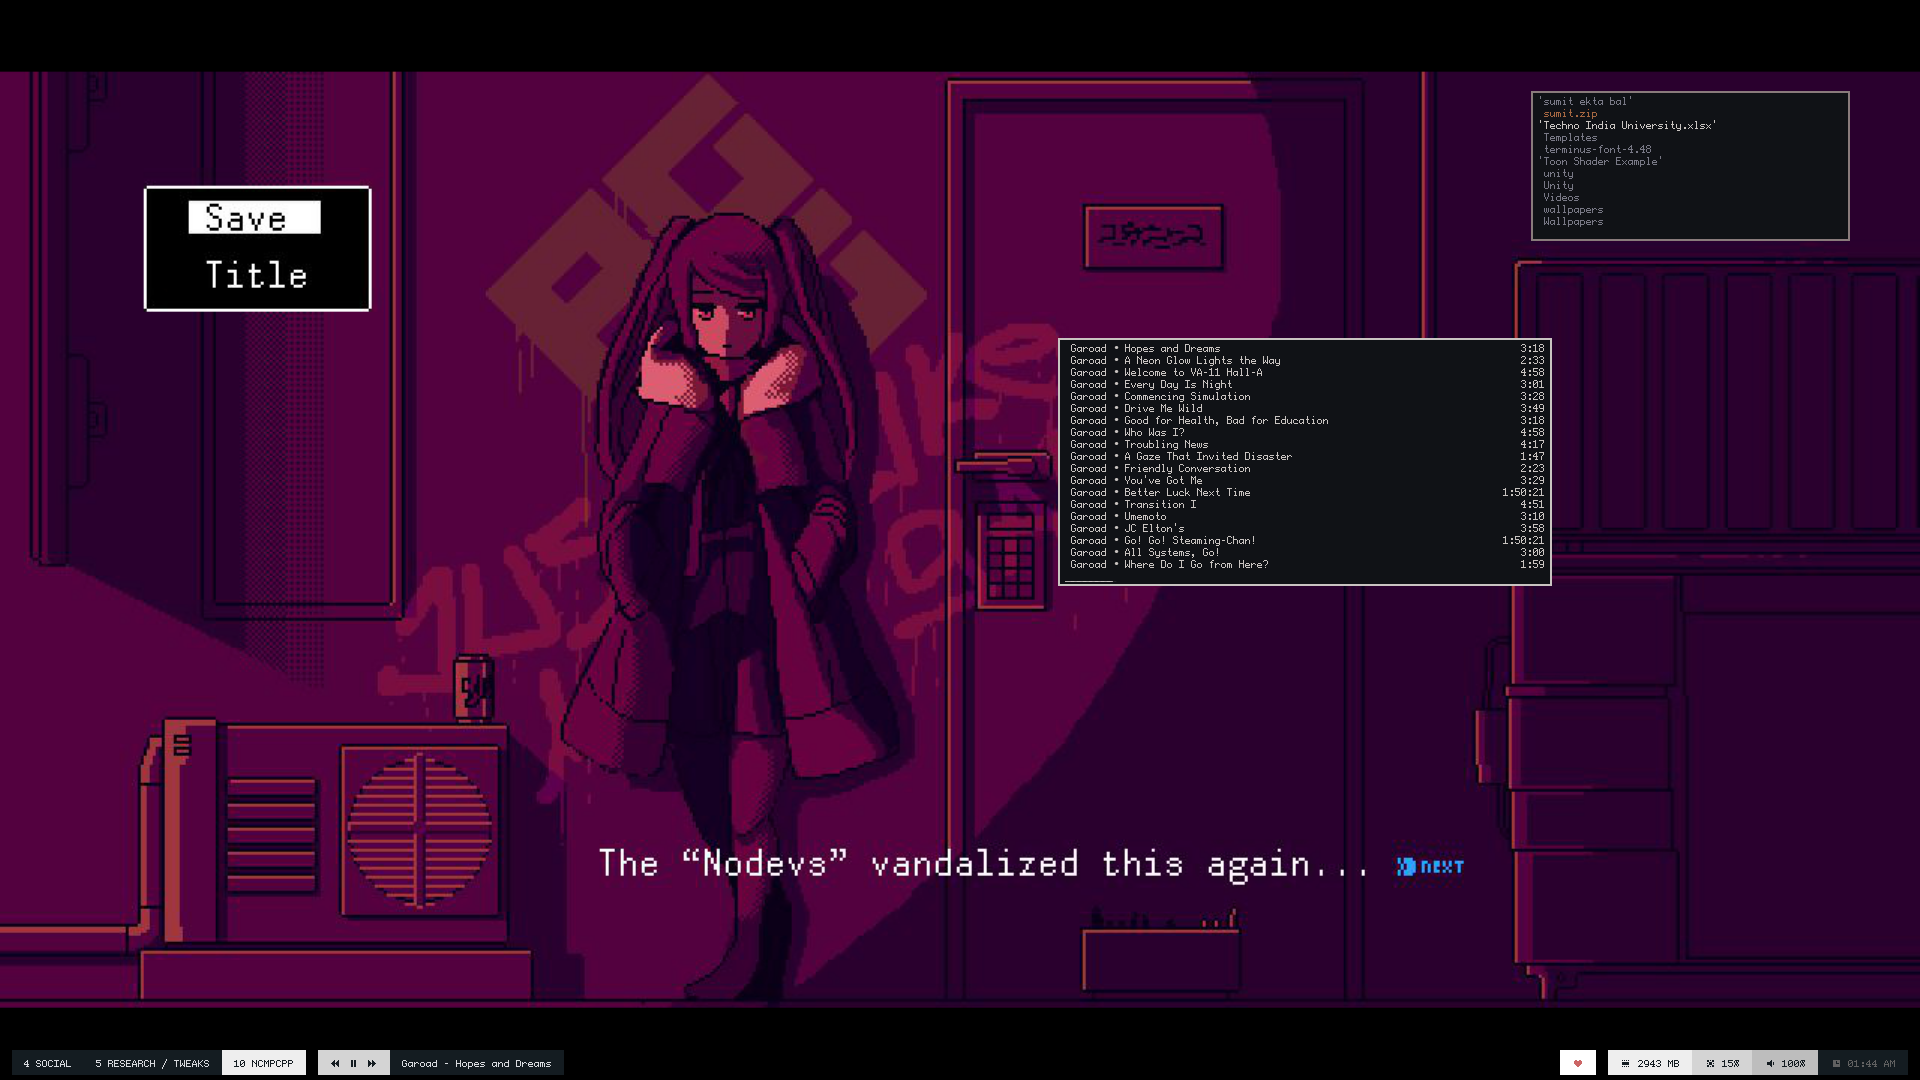 'sumit ekta bal'
sumit.zip
'Techno India University.xlsx'
Templates
terminus-font-4.48
'Toon Shader Example'
unity
Unity
Videos
wallpapers
Wallpapers
Save
Title
Garoad • Hopes and Dreams 3:18
Garoad • A Neon Glow Lights the Way 2:33
Garoad • Welcome to VA-11 Hall-A 4:58
Garoad • Every Day Is Night 3:01
Garoad • Commencing Simulation 3:28
Garoad • Drive Me Wild 3:49
Garoad • Good for Health, Bad for Education 3:18
Garoad • Who Was I? 4:58
Garoad • Troubling News 4:17
Garoad • A Gaze That Invited Disaster 1:47
Garoad • Friendly Conversation 2:23
Garoad • You've Got Me 3:29
Garoad • Better Luck Next Time 1:50:21
Garoad • Transition I 4:51
Garoad • Umemoto 3:10
Garoad • JC Elton's 3:58
Garoad • Go! Go! Steaming-Chan! 1:50:21
Garoad • All Systems, Go! 3:00
Garoad • Where Do I Go from Here? 1:59
The “Nodevs” vandalized this again... NEXT
4 SOCIAL 5 RESEARCH / TWEAKS 10 NCMPCPP Garoad - Hopes and Dreams 2943 MB 15% 100% 01:44 AM